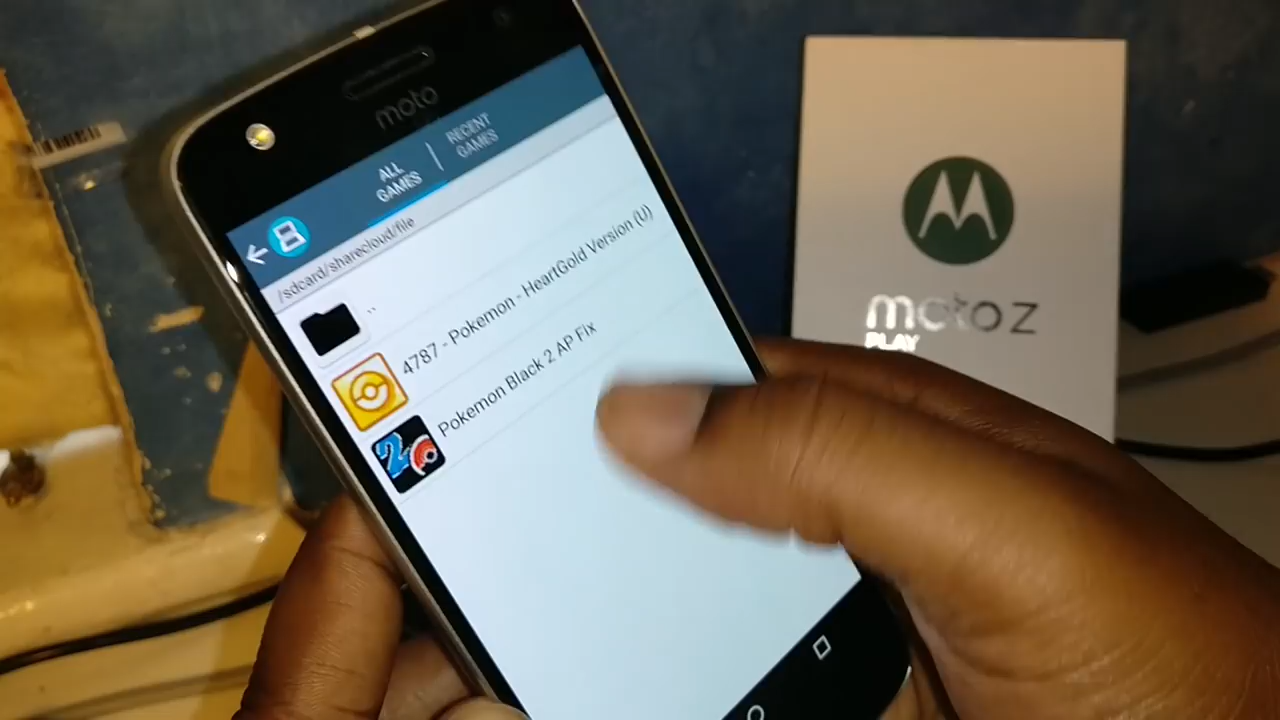 moto
ALL
GAMES
RECENT
GAMES
/sdcard/sharecloud/file
..
4787 - Pokemon - HeartGold Version (U)
Pokemon Black 2 AP Fix
2
moto z
PLAY